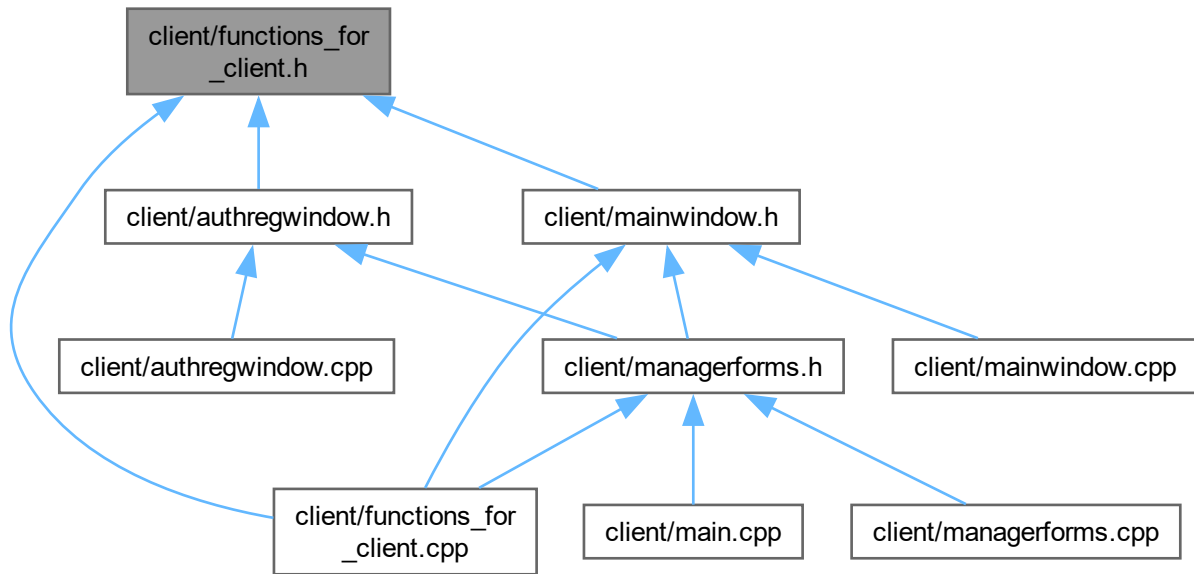 client/functions_for
_client.h
client/authregwindow.h
client/mainwindow.h
client/authregwindow.cpp
client/managerforms.h
client/mainwindow.cpp
client/functions_for
_client.cpp
client/main.cpp
client/managerforms.cpp